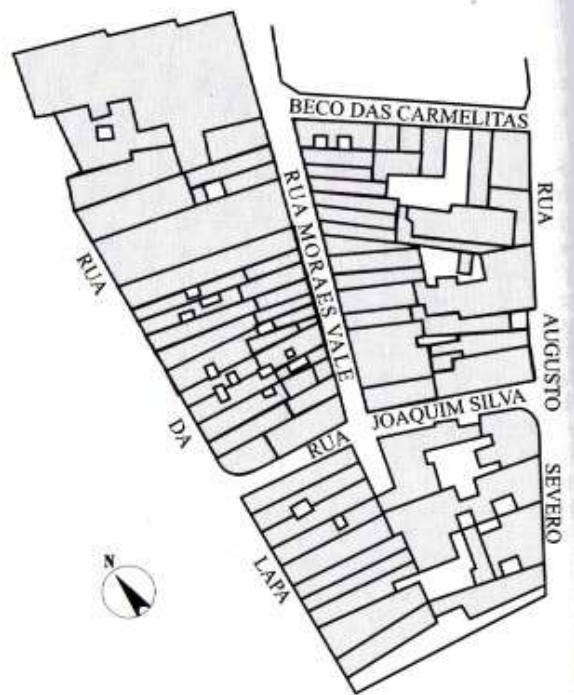 BECO DAS CARMELITAS
RUA MORAES VALE
RUA AUGUSTO SEVERO
RUA DA LAPA
RUA JOAQUIM SILVA
N